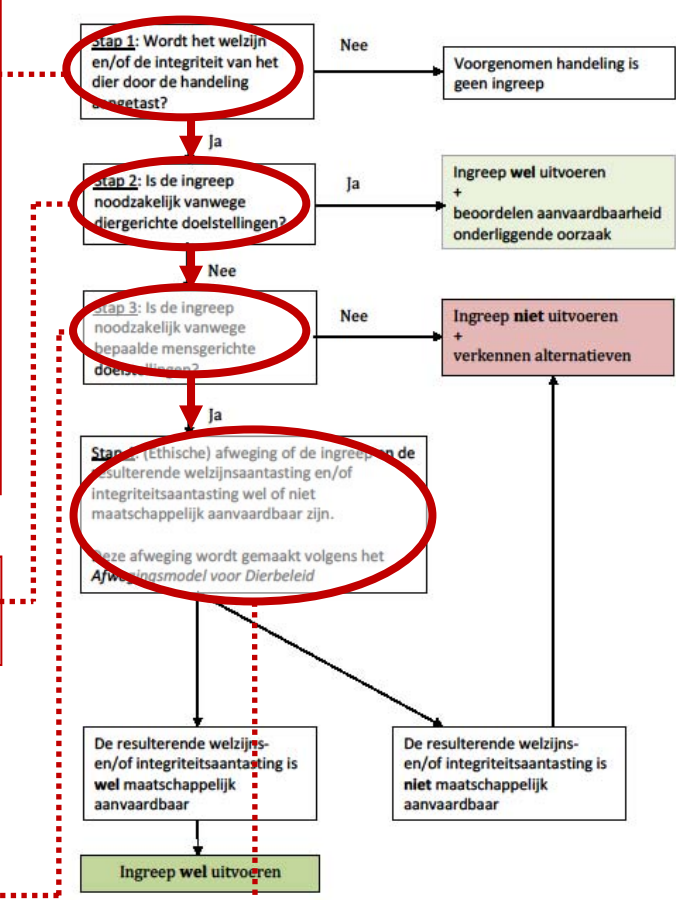 Stap 1: Wordt het welzijn
en/of de integriteit van het
dier door de handeling
aangetast?
Nee
Voorgenomen handeling is
geen ingreep
Ja
Stap 2: Is de ingreep
noodzakelijk vanwege
diergerichte doelstellingen?
Ja
Ingreep wel uitvoeren
+
beoordelen aanvaardbaarheid
onderliggende oorzaak
Nee
Stap 3: Is de ingreep
noodzakelijk vanwege
bepaalde mensgerichte
doelstellingen?
Nee
Ingreep niet uitvoeren
+
verkennen alternatieven
Ja
Stap 4: (Ethische) afweging of de ingreep en de
resulterende welzijnsaantasting en/of
integriteitsaantasting wel of niet
maatschappelijk aanvaardbaar zijn.
Deze afweging wordt gemaakt volgens het
Afwegingsmodel voor Dierbeleid
De resulterende welzijns-
en/of integriteitsaantasting is
wel maatschappelijk
aanvaardbaar
De resulterende welzijns-
en/of integriteitsaantasting is
niet maatschappelijk
aanvaardbaar
Ingreep wel uitvoeren